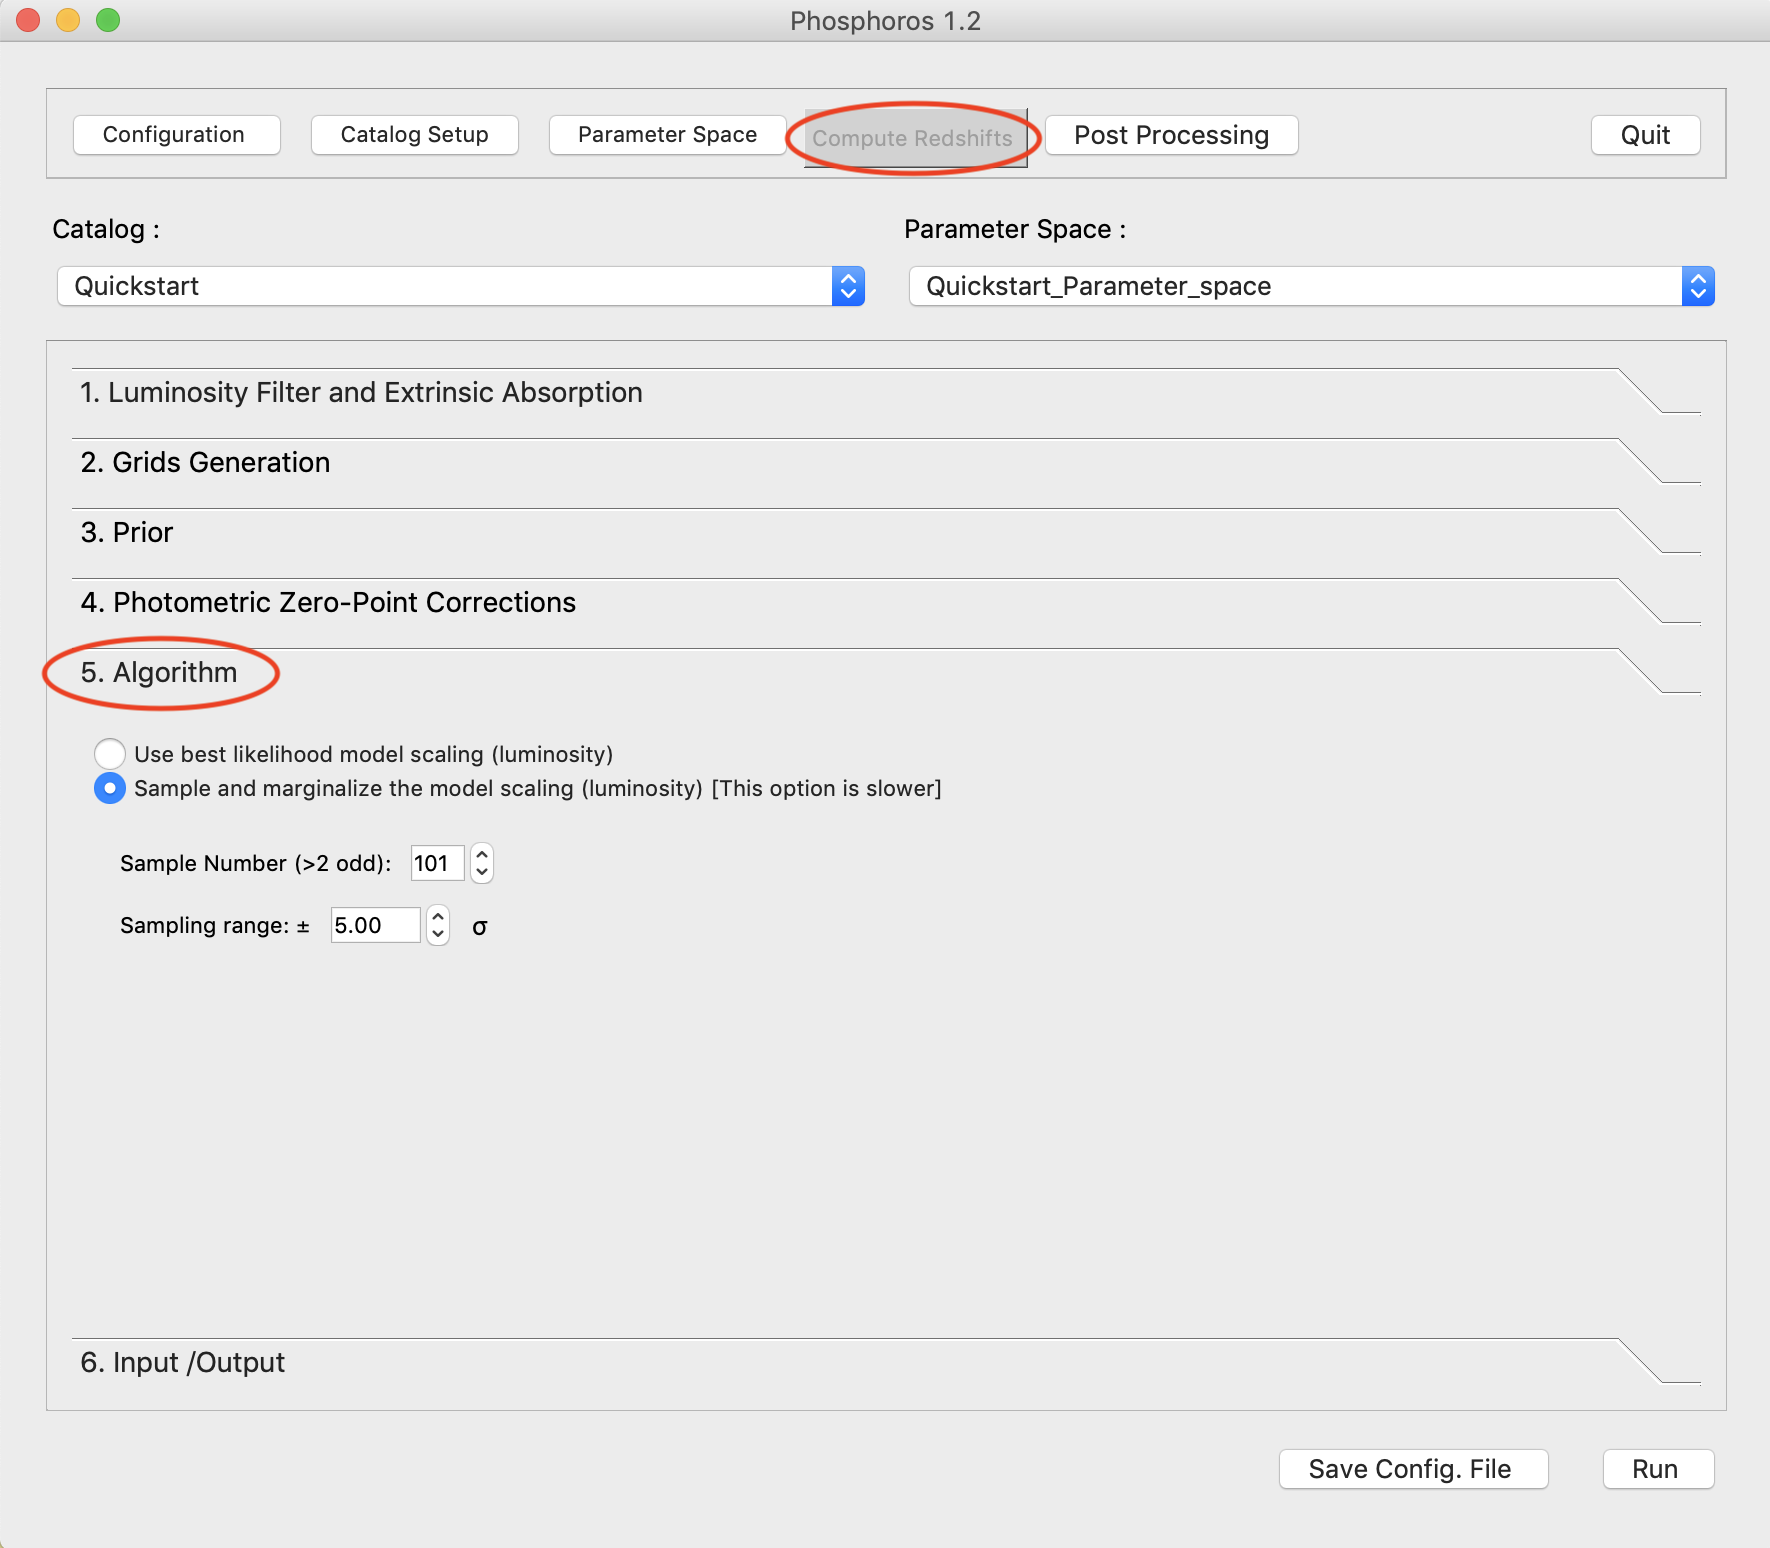 Phosphoros 1.2
Configuration Catalog Setup Parameter Space Compute Redshifts Post Processing Quit
Catalog : Parameter Space :
Quickstart Quickstart_Parameter_space
1. Luminosity Filter and Extrinsic Absorption
2. Grids Generation
3. Prior
4. Photometric Zero-Point Corrections
5. Algorithm
Use best likelihood model scaling (luminosity)
Sample and marginalize the model scaling (luminosity) [This option is slower]
Sample Number (>2 odd): 101
Sampling range: ± 5.00 σ
6. Input /Output
Save Config. File Run